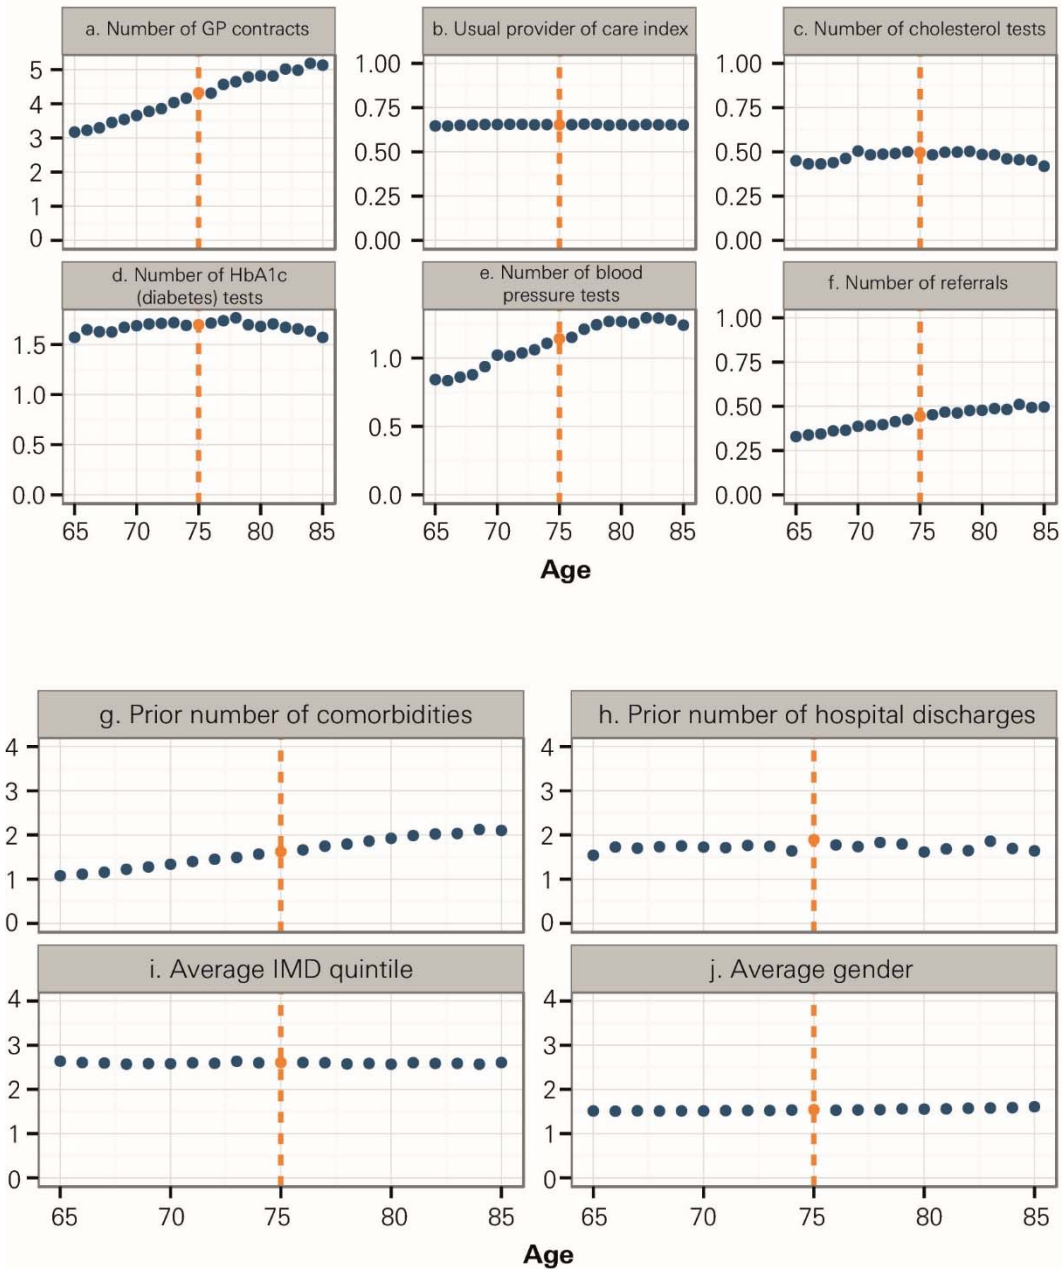 a. Number of GP contracts
b. Usual provider of care index
c. Number of cholesterol tests
5
4
3
2
1
0
1.00
0.75
0.50
0.25
0.00
1.00
0.75
0.50
0.25
0.00
d. Number of HbA1c
(diabetes) tests
e. Number of blood
pressure tests
f. Number of referrals
1.5
1.0
0.5
0.0
1.0
0.5
0.0
1.00
0.75
0.50
0.25
0.00
65 70 75 80 85
65 70 75 80 85
65 70 75 80 85
Age
g. Prior number of comorbidities
h. Prior number of hospital discharges
4
3
2
1
0
4
3
2
1
0
i. Average IMD quintile
j. Average gender
4
3
2
1
0
4
3
2
1
0
65 70 75 80 85
65 70 75 80 85
Age